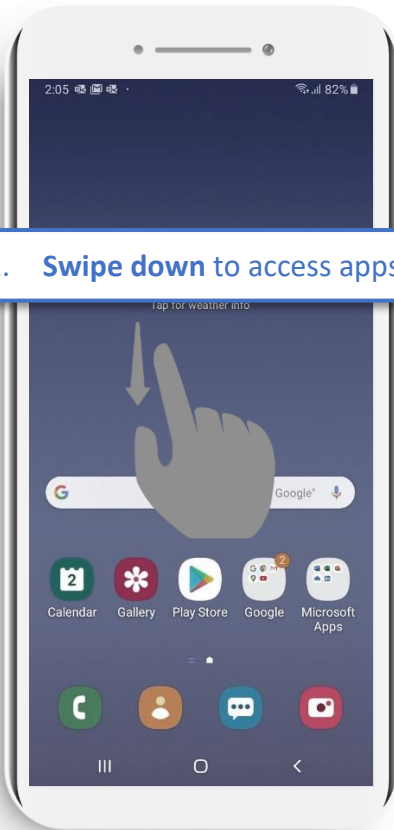 2:05
82%
. Swipe down to access apps
Tap for weather info
G
Google"
2
2
Calendar
Gallery
Play Store
Google
Microsoft
Apps